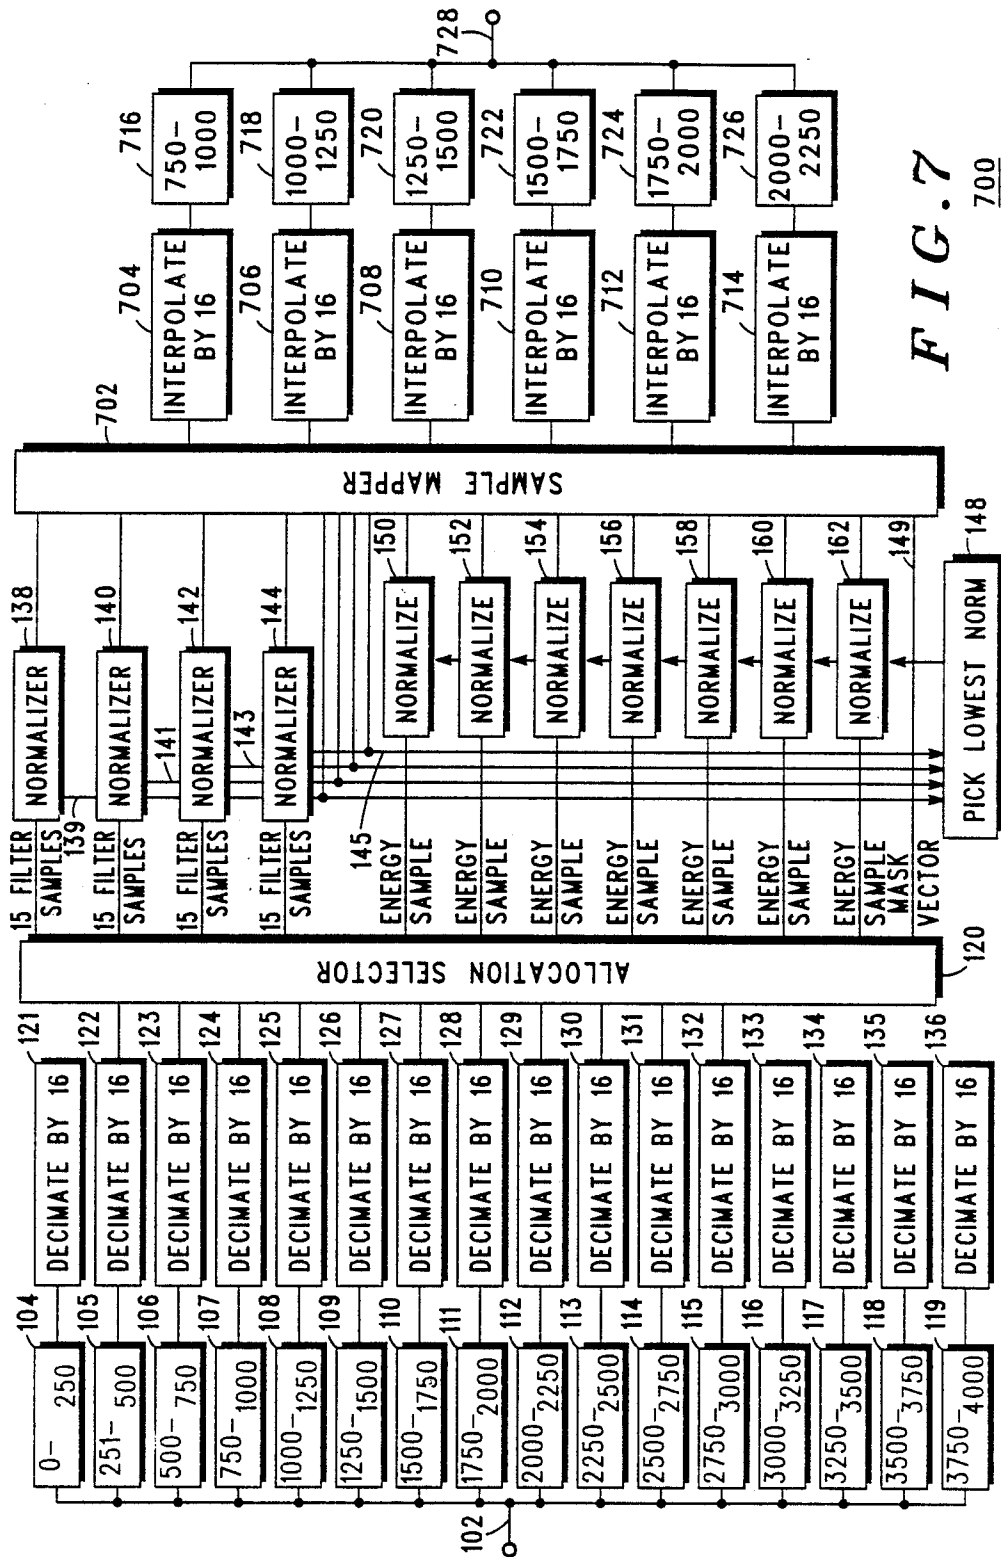 102
0-
250
104
251-
500
105
500-
750
106
750-
1000
107
1000-
1250
108
1250-
1500
109
1500-
1750
110
1750-
2000
111
2000-
2250
112
2250-
2500
113
2500-
2750
114
2750-
3000
115
3000-
3250
116
3250-
3500
117
3500-
3750
118
3750-
4000
119
DECIMATE BY 16
121
DECIMATE BY 16
122
DECIMATE BY 16
123
DECIMATE BY 16
124
DECIMATE BY 16
125
DECIMATE BY 16
126
DECIMATE BY 16
127
DECIMATE BY 16
128
DECIMATE BY 16
129
DECIMATE BY 16
130
DECIMATE BY 16
131
DECIMATE BY 16
132
DECIMATE BY 16
133
DECIMATE BY 16
134
DECIMATE BY 16
135
DECIMATE BY 16
136
ALLOCATION SELECTOR
120
15 FILTER
SAMPLES
15 FILTER
SAMPLES
15 FILTER
SAMPLES
15 FILTER
SAMPLES
ENERGY
SAMPLE
ENERGY
SAMPLE
ENERGY
SAMPLE
ENERGY
SAMPLE
ENERGY
SAMPLE
ENERGY
SAMPLE
ENERGY
SAMPLE
MASK
VECTOR
NORMALIZER
138
139
NORMALIZER
140
141
NORMALIZER
142
143
NORMALIZER
144
145
NORMALIZE
150
NORMALIZE
152
NORMALIZE
154
NORMALIZE
156
NORMALIZE
158
NORMALIZE
160
NORMALIZE
162
149
PICK LOWEST NORM
148
SAMPLE MAPPER
702
INTERPOLATE
BY 16
704
INTERPOLATE
BY 16
706
INTERPOLATE
BY 16
708
INTERPOLATE
BY 16
710
INTERPOLATE
BY 16
712
INTERPOLATE
BY 16
714
750-
1000
716
1000-
1250
718
1250-
1500
720
1500-
1750
722
1750-
2000
724
2000-
2250
726
728
FIG.7
700